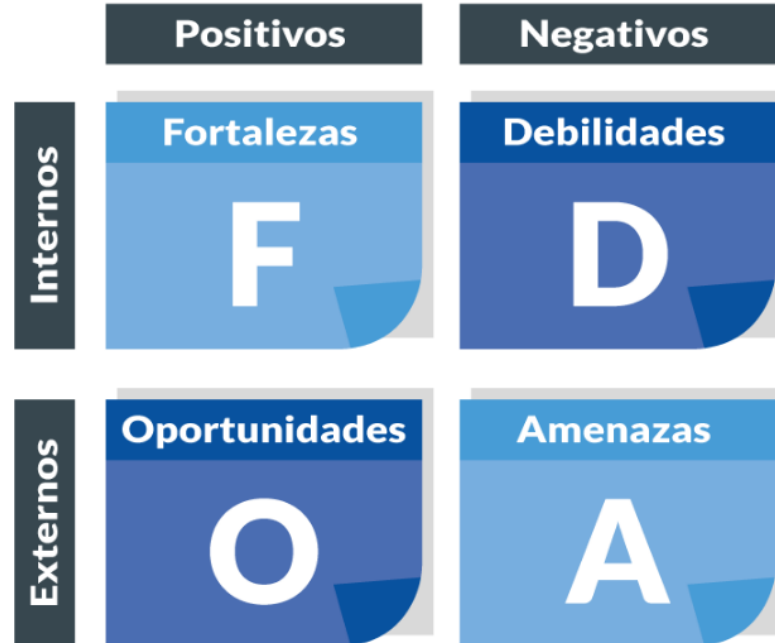 Positivos
Negativos
Internos
Fortalezas
F
Debilidades
D
Externos
Oportunidades
O
Amenazas
A